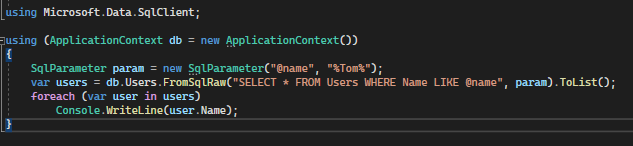 using Microsoft.Data.SqlClient;
using (ApplicationContext db = new ApplicationContext())
{
SqlParameter param = new SqlParameter("@name", "%Tom%");
var users = db.Users.FromSqlRaw("SELECT * FROM Users WHERE Name LIKE @name", param).ToList();
foreach (var user in users)
Console.WriteLine(user.Name);
}